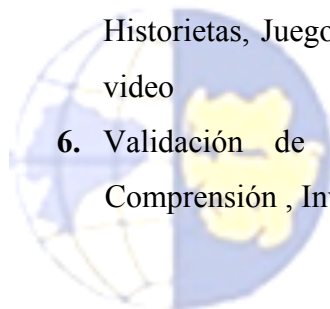 Historietas, Juego
video
6. Validación de
Comprensión , In